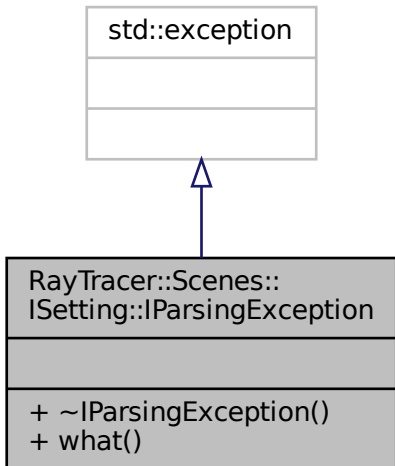 std::exception
RayTracer::Scenes::
ISetting::IParsingException
+ ~IParsingException()
+ what()